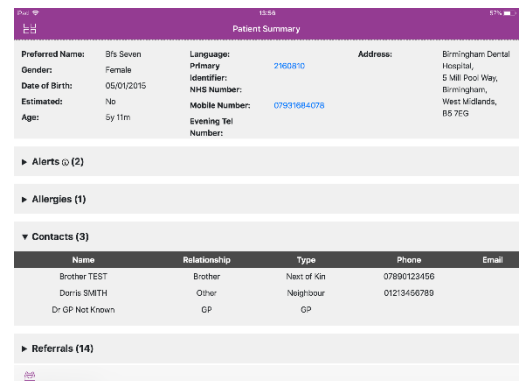 iPad 13:56 57%
Patient Summary
Preferred Name: Bfs Seven Language: Address: Birmingham Dental
Gender: Female Primary 2160810 Hospital,
Date of Birth: 05/01/2015 Identifier: 5 Mill Pool Way,
Estimated: No NHS Number: Birmingham,
Age: 5y 11m Mobile Number: 07931684078 West Midlands,
Evening Tel B5 7EG
Number:
▶ Alerts (2)
▶ Allergies (1)
▼ Contacts (3)
Name Relationship Type Phone Email
Brother TEST Brother Next of Kin 07890123456
Dorris SMITH Other Neighbour 01213456789
Dr GP Not Known GP GP
▶ Referrals (14)